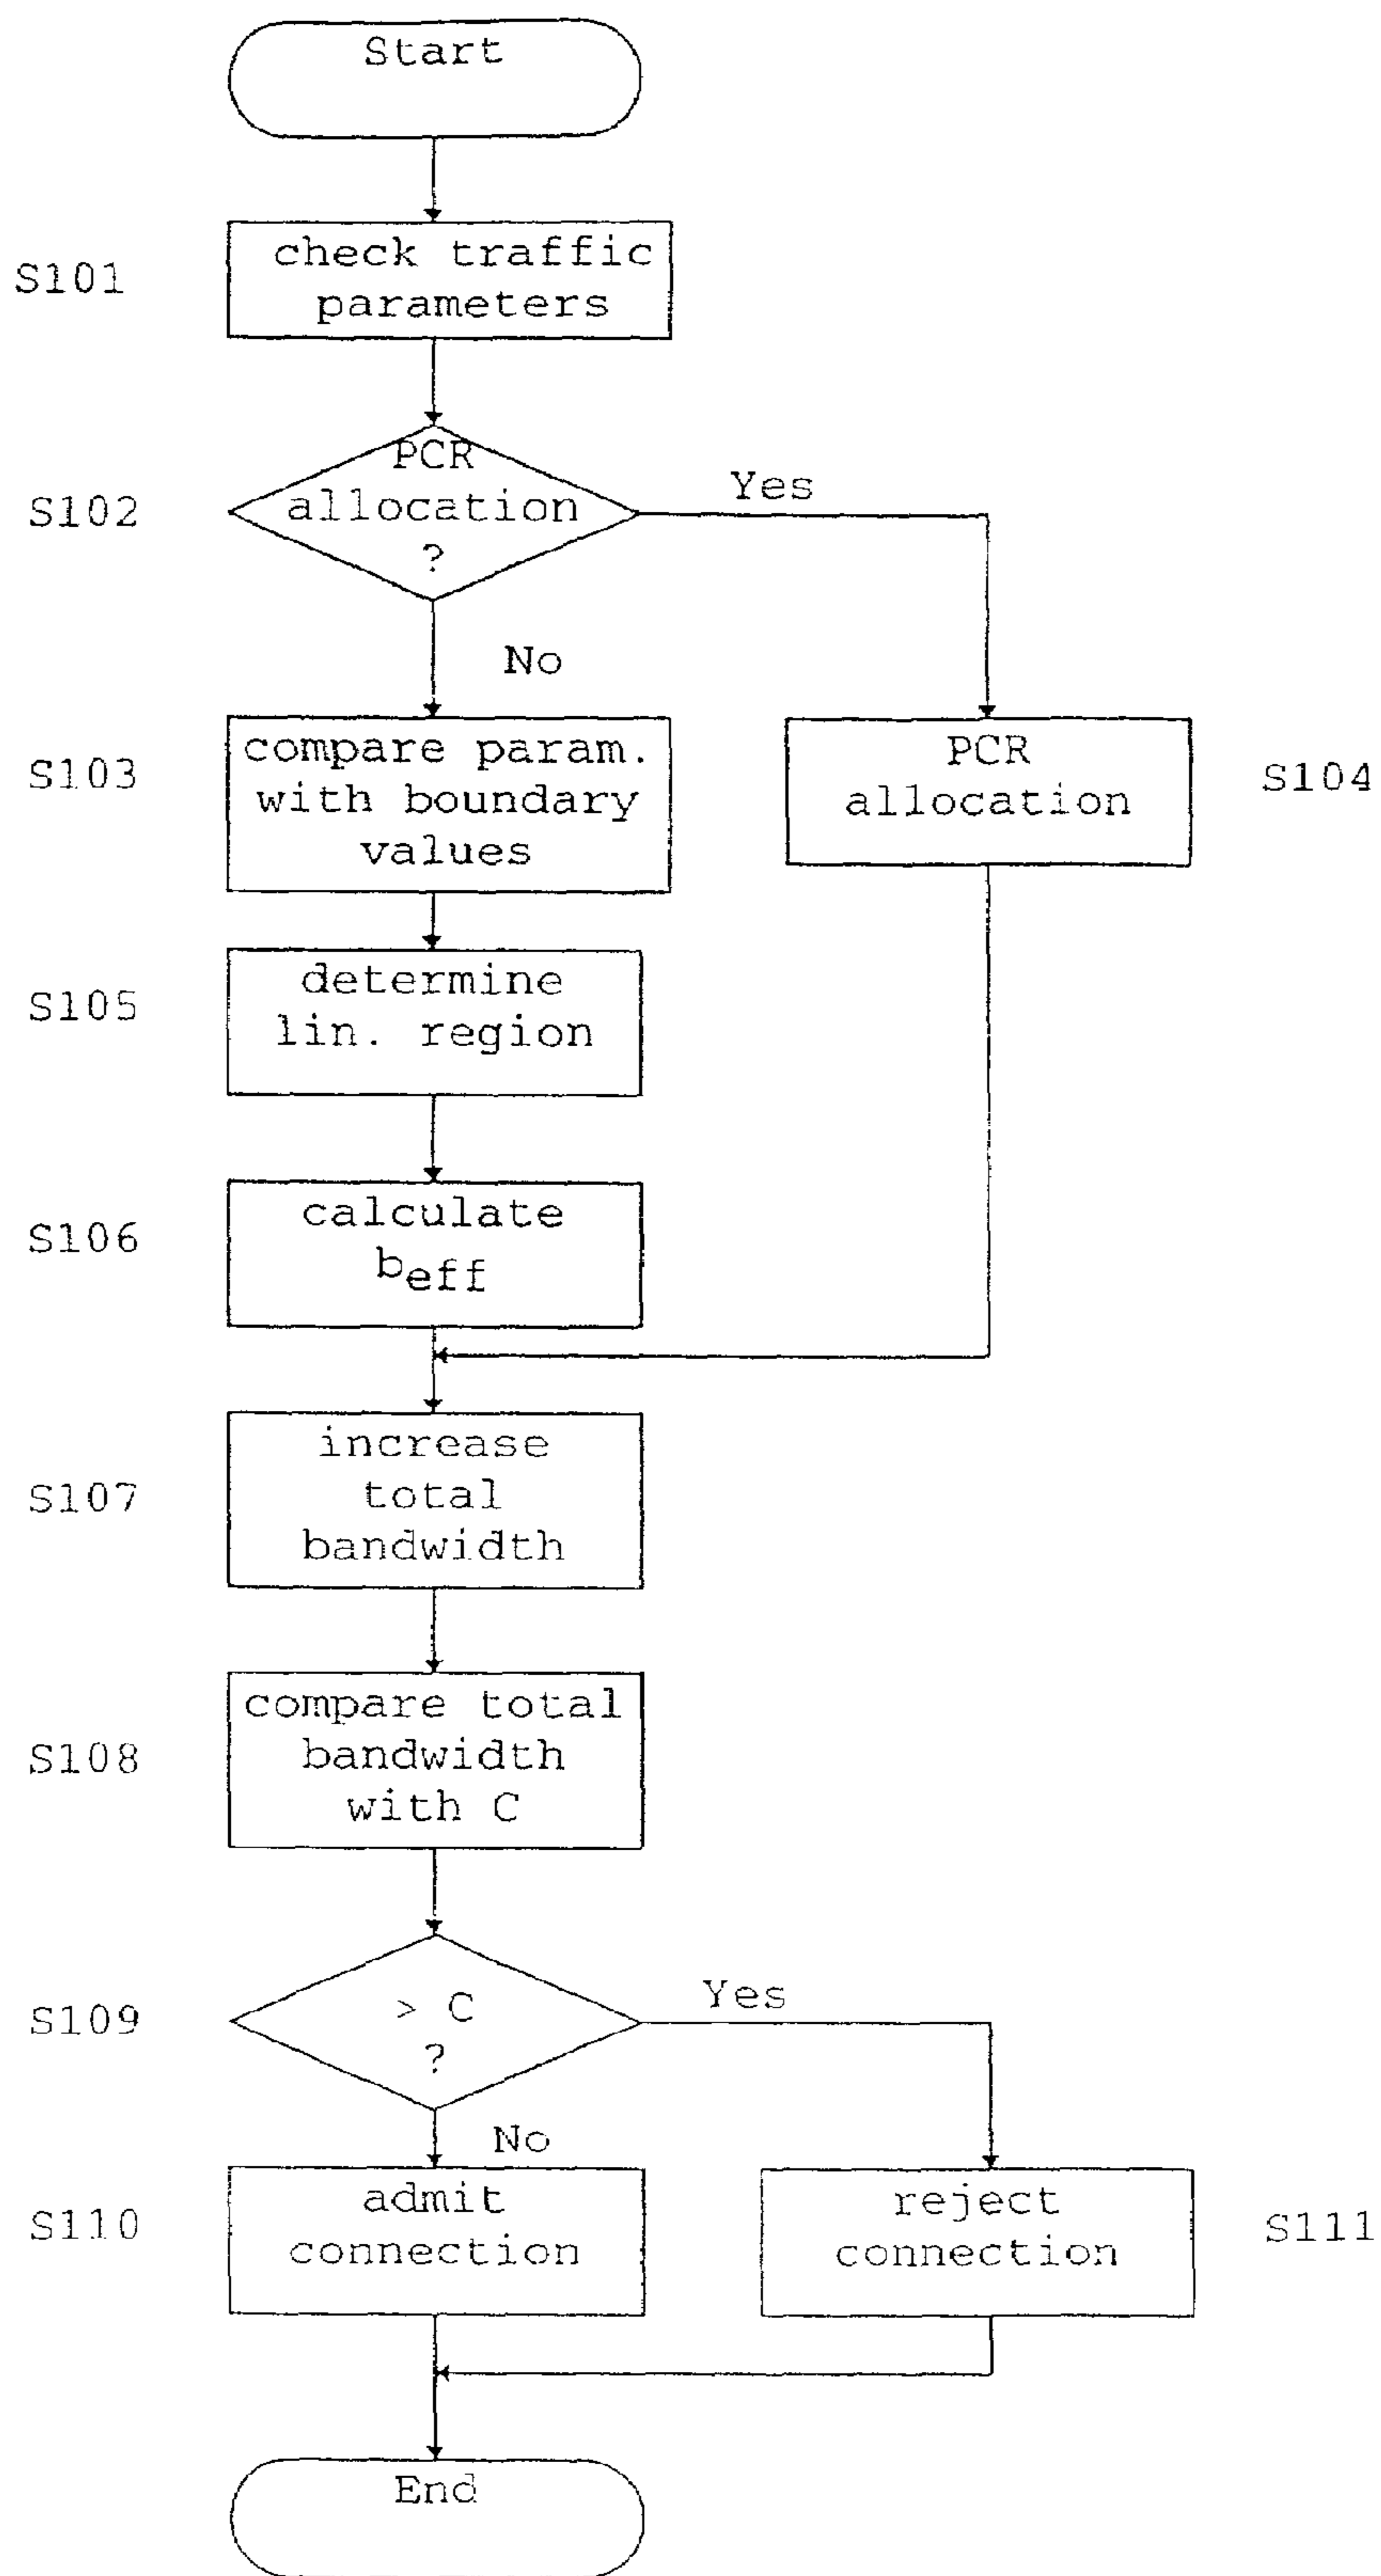 Start
S101
check traffic
parameters
S102
PCR
allocation
?
Yes
No
S103
compare param.
with boundary
values
PCR
allocation
S104
S105
determine
lin. region
S106
calculate
beff
S107
increase
total
bandwidth
S108
compare total
bandwidth
with C
S109
> C
?
Yes
No
S110
admit
connection
reject
connection
S111
End